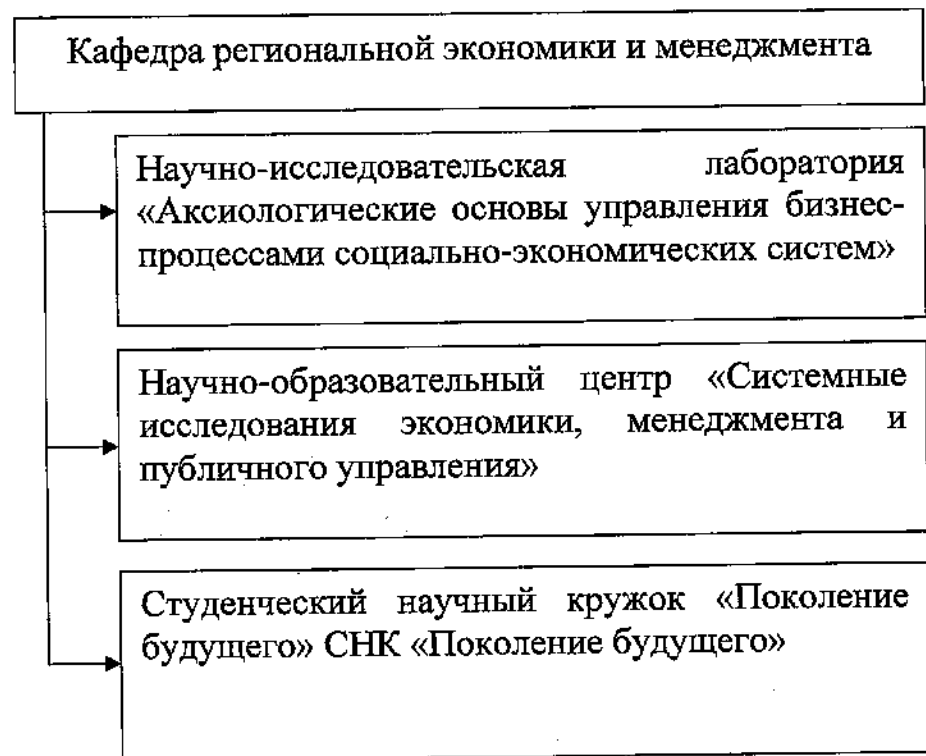 Кафедра региональной экономики и менеджмента
Научно-исследовательская лаборатория
«Аксиологические основы управления бизнес-
процессами социально-экономических систем»
Научно-образовательный центр «Системные
исследования экономики, менеджмента и
публичного управления»
Студенческий научный кружок «Поколение
будущего» СНК «Поколение будущего»